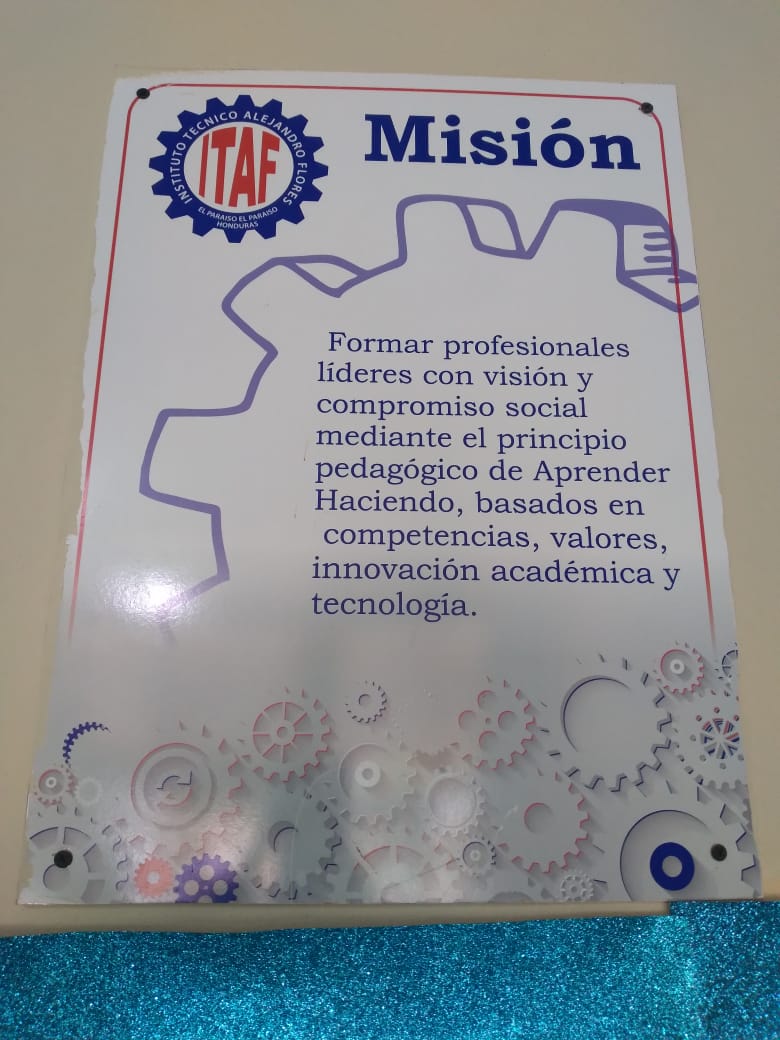 INSTITUTO TECNICO ALEJANDRO FLORES
ITAF
EL PARAISO EL PARAISO
HONDURAS
Misión
Formar profesionales
líderes con visión y
compromiso social
mediante el principio
pedagógico de Aprender
Haciendo, basados en
competencias, valores,
innovación académica y
tecnología.